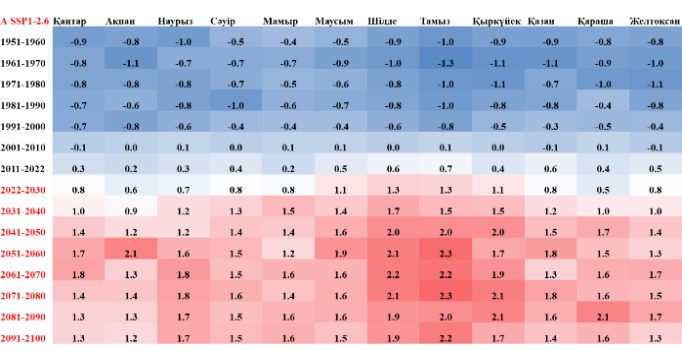 А SSP1-2.6 Қаңтар Ақпан Наурыз Сәуір Мамыр Маусым Шілде Тамыз Қыркүйек Қазан Қараша Желтоқсан
1951-1960 -0.9 -0.8 -1.0 -0.5 -0.4 -0.5 -0.9 -1.0 -0.9 -0.9 -0.8 -0.8
1961-1970 -0.8 -1.1 -0.7 -0.7 -0.7 -0.9 -1.0 -1.3 -1.1 -1.1 -0.9 -1.0
1971-1980 -0.8 -0.8 -0.8 -0.7 -0.5 -0.6 -0.8 -1.0 -1.1 -0.7 -1.0 -1.1
1981-1990 -0.7 -0.6 -0.8 -1.0 -0.6 -0.7 -0.8 -1.0 -0.8 -0.8 -0.4 -0.8
1991-2000 -0.7 -0.8 -0.6 -0.4 -0.4 -0.4 -0.6 -0.8 -0.5 -0.3 -0.5 -0.4
2001-2010 -0.1 0.0 0.1 0.0 0.1 0.1 0.0 0.1 0.0 -0.1 0.1 -0.1
2011-2022 0.3 0.2 0.3 0.4 0.2 0.5 0.6 0.7 0.4 0.6 0.4 0.5
2022-2030 0.8 0.6 0.7 0.8 0.8 1.1 1.3 1.3 1.1 0.8 0.5 0.8
2031-2040 1.0 0.9 1.2 1.3 1.5 1.4 1.7 1.5 1.5 1.2 1.0 1.0
2041-2050 1.4 1.2 1.2 1.4 1.4 1.6 2.0 2.0 2.0 1.5 1.7 1.4
2051-2060 1.7 2.1 1.6 1.5 1.2 1.9 2.1 2.3 1.7 1.8 1.5 1.3
2061-2070 1.8 1.3 1.8 1.5 1.6 1.6 2.2 2.2 1.9 1.3 1.6 1.7
2071-2080 1.4 1.4 1.8 1.6 1.4 1.6 2.1 2.3 2.1 1.8 1.6 1.5
2081-2090 1.3 1.3 1.7 1.5 1.6 1.6 1.9 2.0 2.1 1.6 2.1 1.7
2091-2100 1.3 1.2 1.7 1.5 1.6 1.5 1.9 2.2 1.7 1.4 1.6 1.3